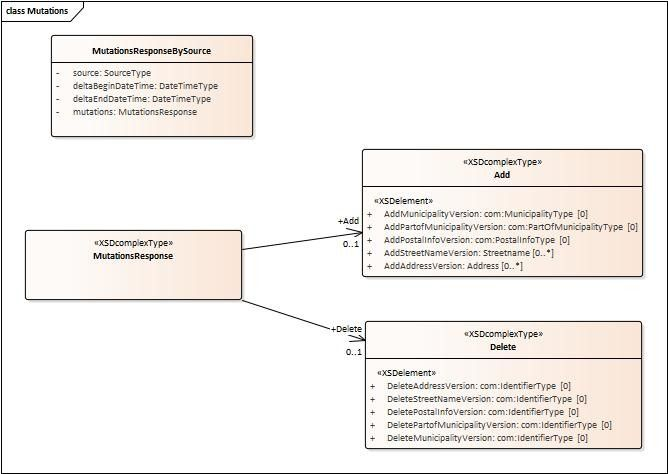 class Mutations
MutationsResponseBySource
- source: SourceType
- deltaBeginDateTime: DateTimeType
- deltaEndDateTime: DateTimeType
- mutations: MutationsResponse
«XSDcomplexType»
Add
«XSDelement»
+ AddMunicipalityVersion: com:MunicipalityType [0]
+ AddPartofMunicipalityVersion: com:PartOfMunicipalityType [0]
+ AddPostalInfoVersion: com:PostalInfoType [0]
+ AddStreetNameVersion: Streetname [0..*]
+ AddAddressVersion: Address [0..*]
+Add
0..1
«XSDcomplexType»
MutationsResponse
+Delete
0..1
«XSDcomplexType»
Delete
«XSDelement»
+ DeleteAddressVersion: com:IdentifierType [0]
+ DeleteStreetNameVersion: com:IdentifierType [0]
+ DeletePostalInfoVersion: com:IdentifierType [0]
+ DeletePartofMunicipalityVersion: com:IdentifierType [0]
+ DeleteMunicipalityVersion: com:IdentifierType [0]